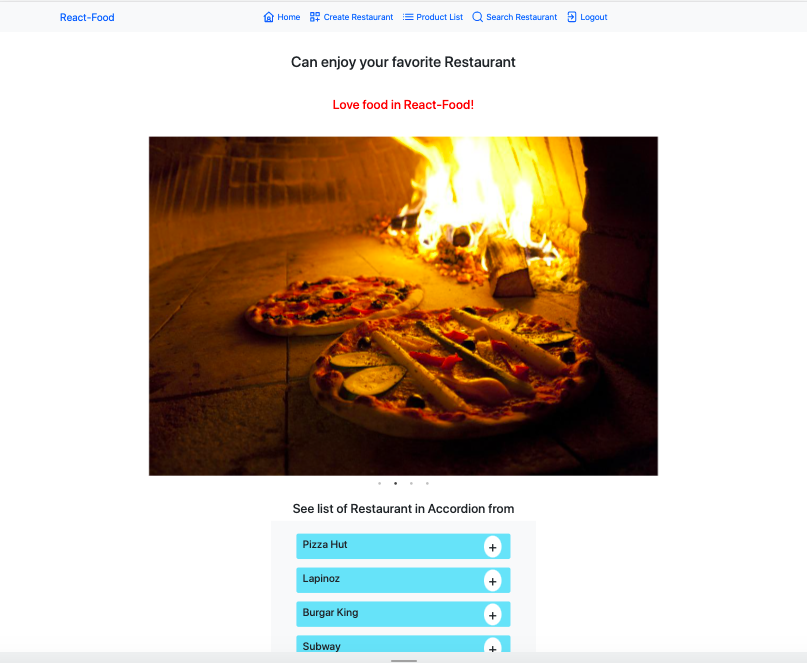 React-Food
Home Create Restaurant Product List Search Restaurant Logout
Can enjoy your favorite Restaurant
Love food in React-Food!
See list of Restaurant in Accordion from
Pizza Hut +
Lapinoz +
Burgar King +
Subway +